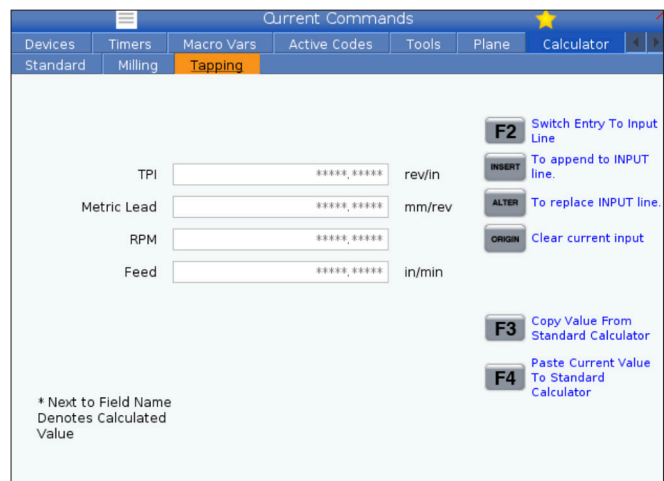 Current Commands
Devices Timers Macro Vars Active Codes Tools Plane Calculator
Standard Milling Tapping
F2 Switch Entry To Input
Line
INSERT To append to INPUT
line.
TPI *****.***** rev/in
ALTER To replace INPUT line.
Metric Lead *****.***** mm/rev
ORIGIN Clear current input
RPM *****.*****
Feed *****.***** in/min
F3 Copy Value From
Standard Calculator
F4 Paste Current Value
To Standard
Calculator
* Next to Field Name
Denotes Calculated
Value